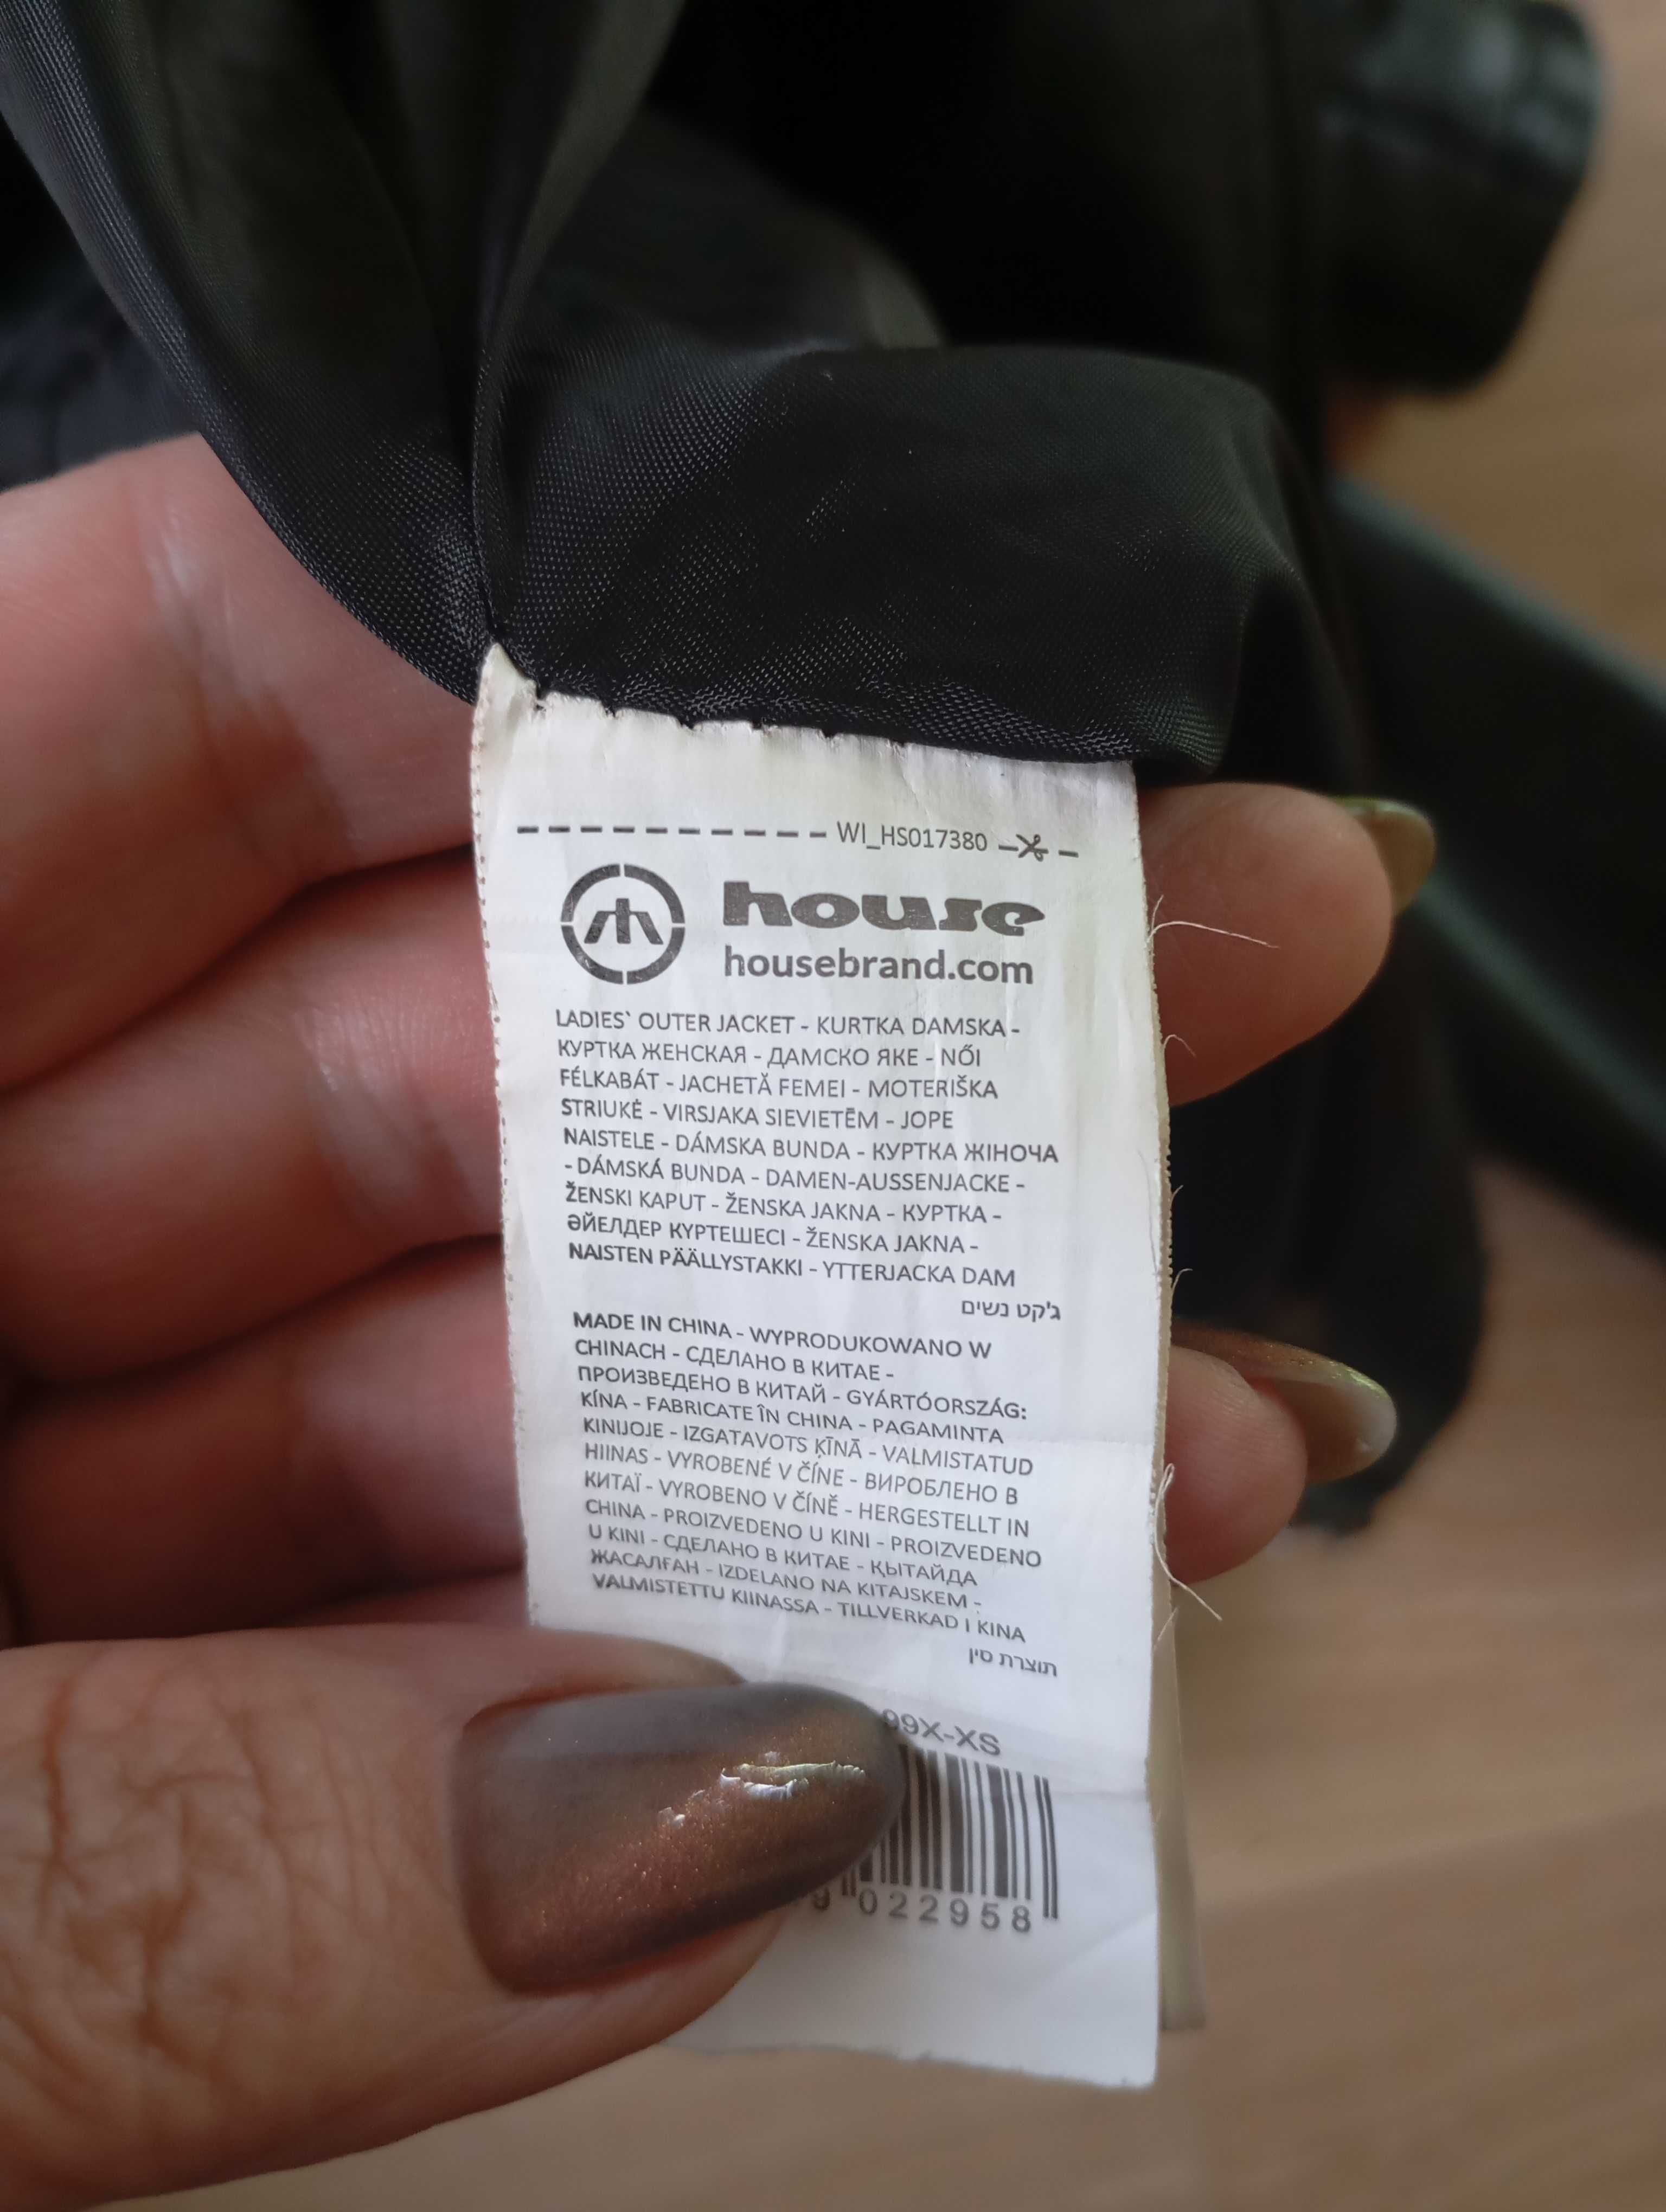 WI_HS017380
house
housebrand.com
LADIES` OUTER JACKET - KURTKA DAMSKA -
КУРТКА ЖЕНСКАЯ - ДАМСКО ЯКЕ - NŐI
FÉLKABÁT - JACHETĂ FEMEI - MOTERIŠKA
STRIUKĖ - VIRSJAKA SIEVIETĒM - JOPE
NAISTELE - DÁMSKA BUNDA - КУРТКА ЖІНОЧА
- DÁMSKÁ BUNDA - DAMEN-AUSSENJACKE -
ŽENSKI KAPUT - ŽENSKA JAKNA - КУРТКА -
ӘЙЕЛДЕР КУРТЕШЕСІ - ŽENSKA JAKNA -
NAISTEN PÄÄLLYSTAKKI - YTTERJACKA DAM
ג'קט נשים
MADE IN CHINA - WYPRODUKOWANO W
CHINACH - СДЕЛАНО В КИТАЕ -
ПРОИЗВЕДЕНО В КИТАЙ - GYÁRTÓORSZÁG:
KÍNA - FABRICATE ÎN CHINA - PAGAMINTA
KINIJOJE - IZGATAVOTS ĶĪNĀ - VALMISTATUD
HIINAS - VYROBENÉ V ČÍNE - ВИРОБЛЕНО В
КИТАЇ - VYROBENO V ČÍNĚ - HERGESTELLT IN
CHINA - PROIZVEDENO U KINI - PROIZVEDENO
U KINI - СДЕЛАНО В КИТАЕ - ҚЫТАЙДА
ЖАСАЛҒАН - IZDELANO NA KITAJSKEM -
VALMISTETTU KIINASSA - TILLVERKAD I KINA
תוצרת סין
99X-XS
9 022958